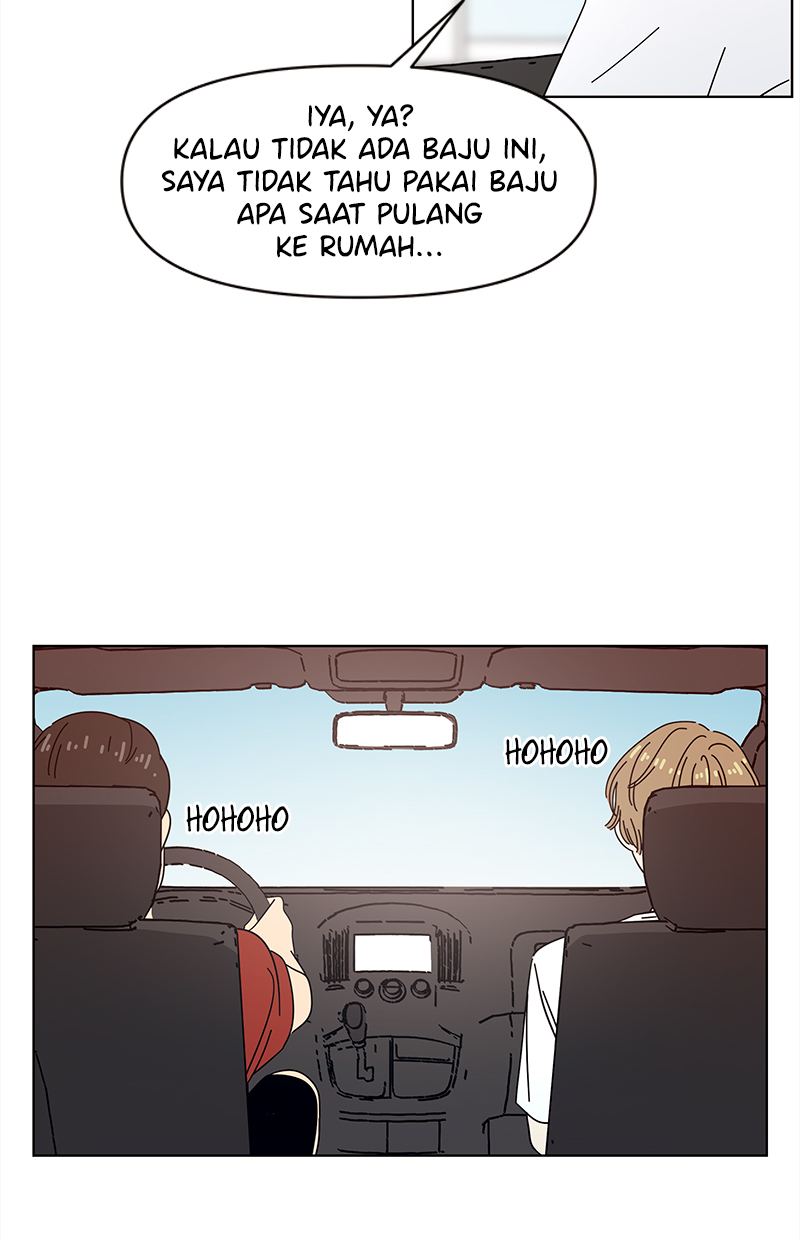 IYA, YA?
KALAU TIDAK ADA BAJU INI,
SAYA TIDAK TAHU PAKAI BAJU
APA SAAT PULANG
KE RUMAH...
HOHOHO
HOHOHO